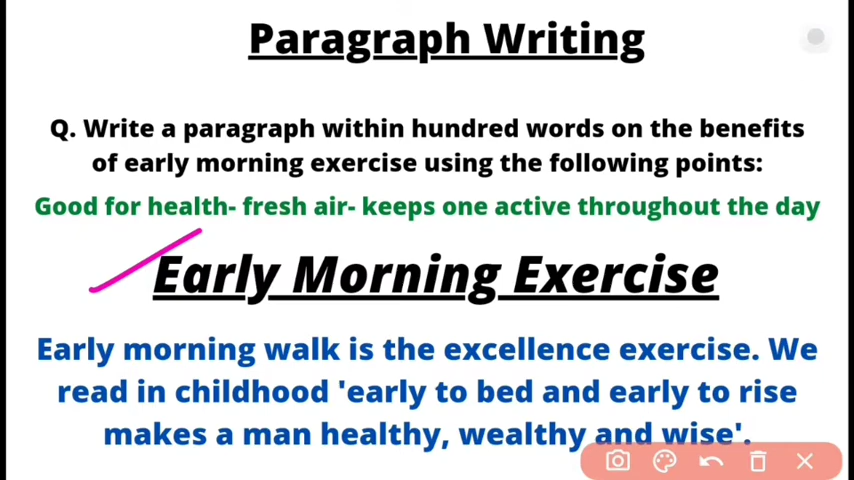 Paragraph Writing
Q. Write a paragraph within hundred words on the benefits
of early morning exercise using the following points:
Good for health- fresh air- keeps one active throughout the day
Early Morning Exercise
Early morning walk is the excellence exercise. We
read in childhood 'early to bed and early to rise
makes a man healthy, wealthy and wise'.